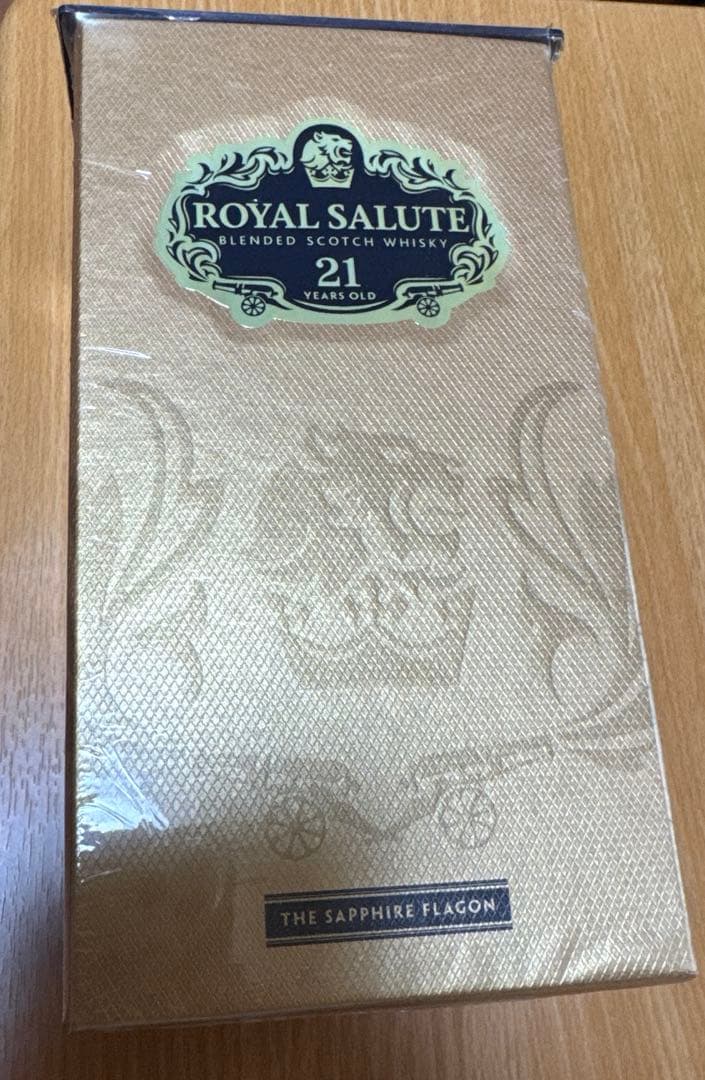 ROYAL SALUTE
BLENDED SCOTCH WHISKY
21
YEARS OLD
THE SAPPHIRE FLAGON